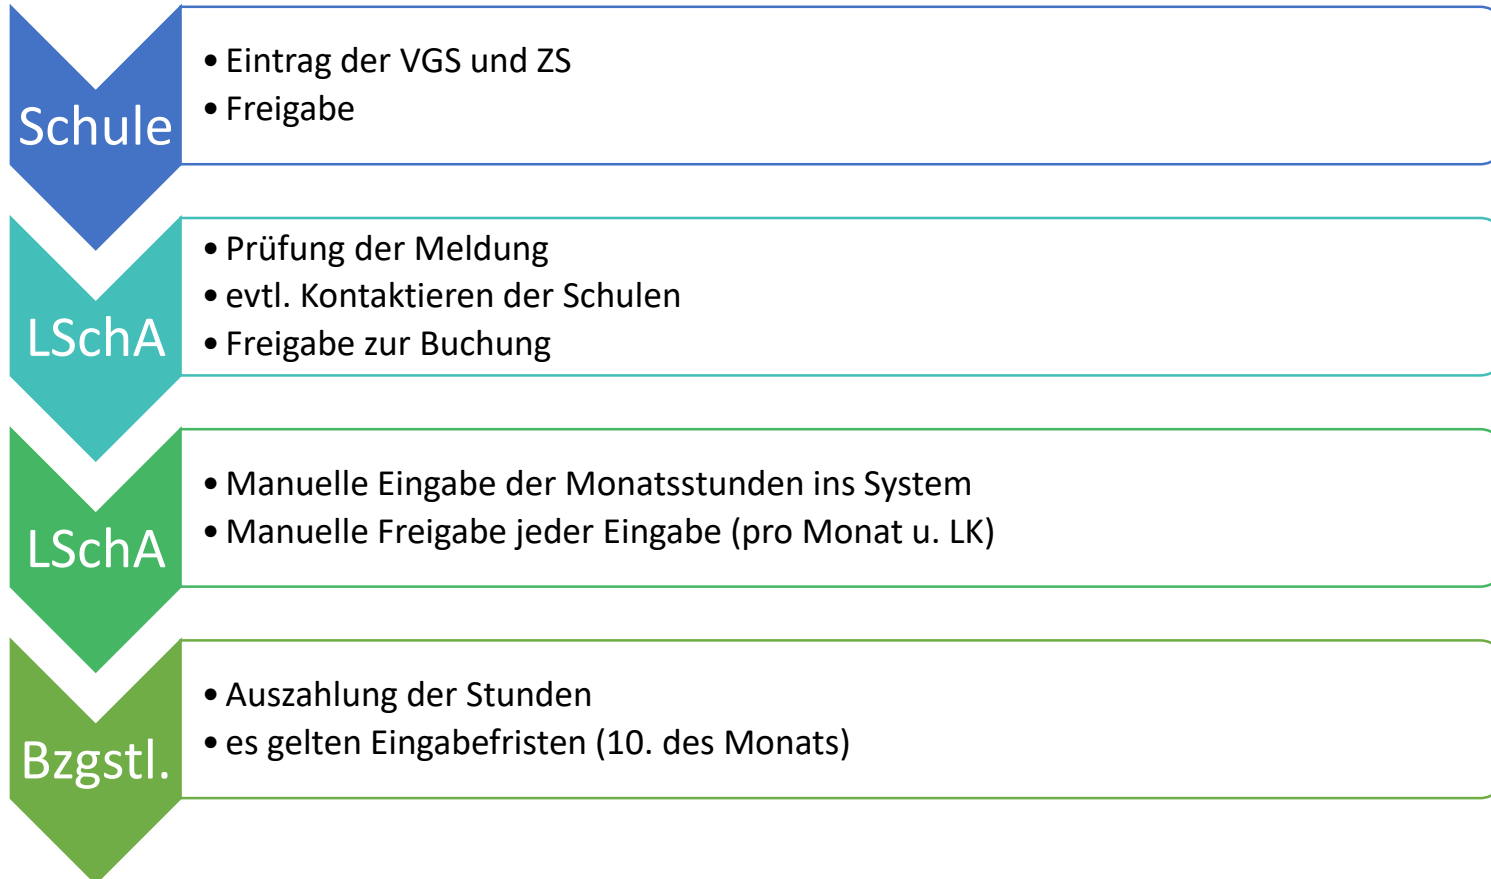 Schule
• Eintrag der VGS und ZS
• Freigabe
LSchA
• Prüfung der Meldung
• evtl. Kontaktieren der Schulen
• Freigabe zur Buchung
LSchA
• Manuelle Eingabe der Monatsstunden ins System
• Manuelle Freigabe jeder Eingabe (pro Monat u. LK)
Bzgstl.
• Auszahlung der Stunden
• es gelten Eingabefristen (10. des Monats)